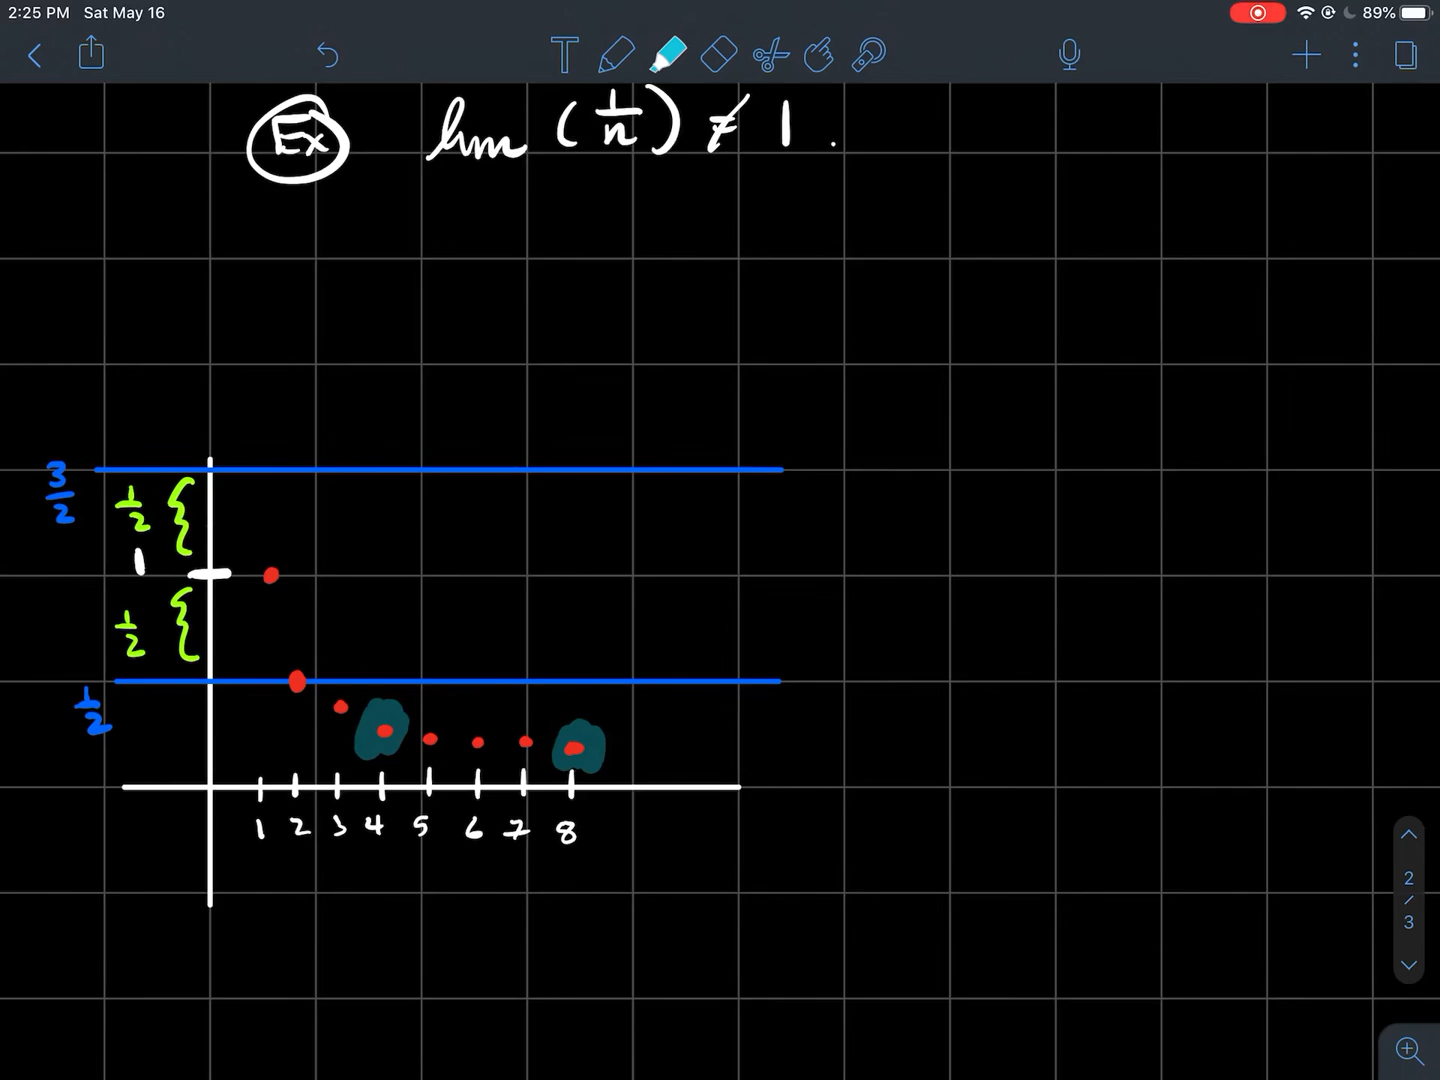 2:25 PM Sat May 16 89%
T
Ex lim (1/n) ≠ 1.
3/2
1/2 {
1
1/2 {
1/2
1 2 3 4 5 6 7 8
2
/
3